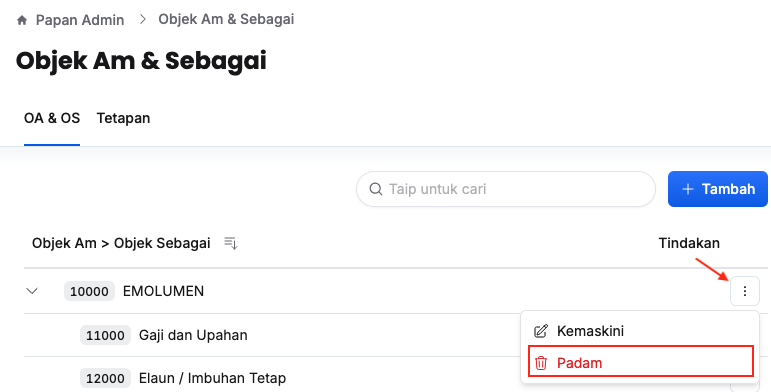 Papan Admin > Objek Am & Sebagai
Objek Am & Sebagai
OA & OS Tetapan
Taip untuk cari + Tambah
Objek Am > Objek Sebagai Tindakan
10000 EMOLUMEN
11000 Gaji dan Upahan Kemaskini
Padam
12000 Elaun / Imbuhan Tetap